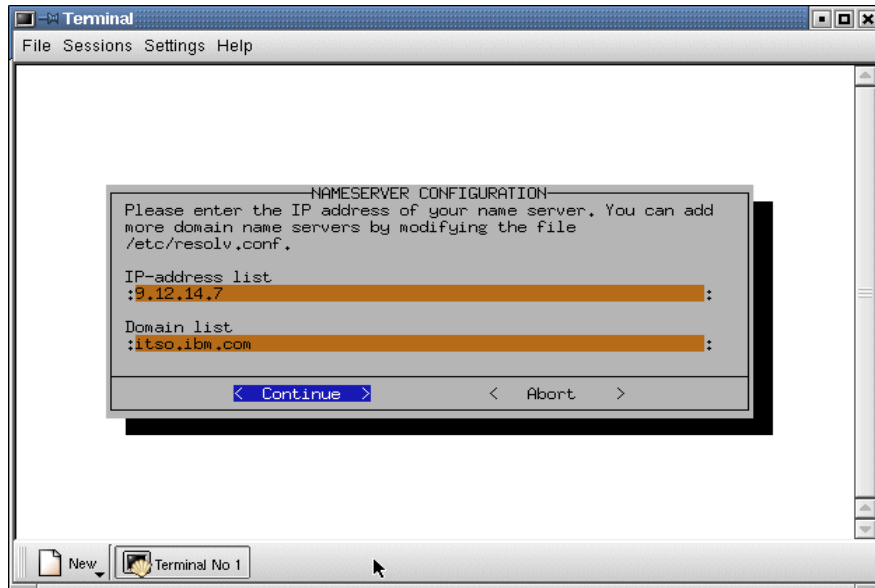 Terminal
File Sessions Settings Help
NAMESERVER CONFIGURATION
Please enter the IP address of your name server. You can add
more domain name servers by modifying the file
/etc/resolv.conf.
IP-address list
:9.12.14.7 :
Domain list
:itso.ibm.com :
< Continue > < Abort >
New Terminal No 1